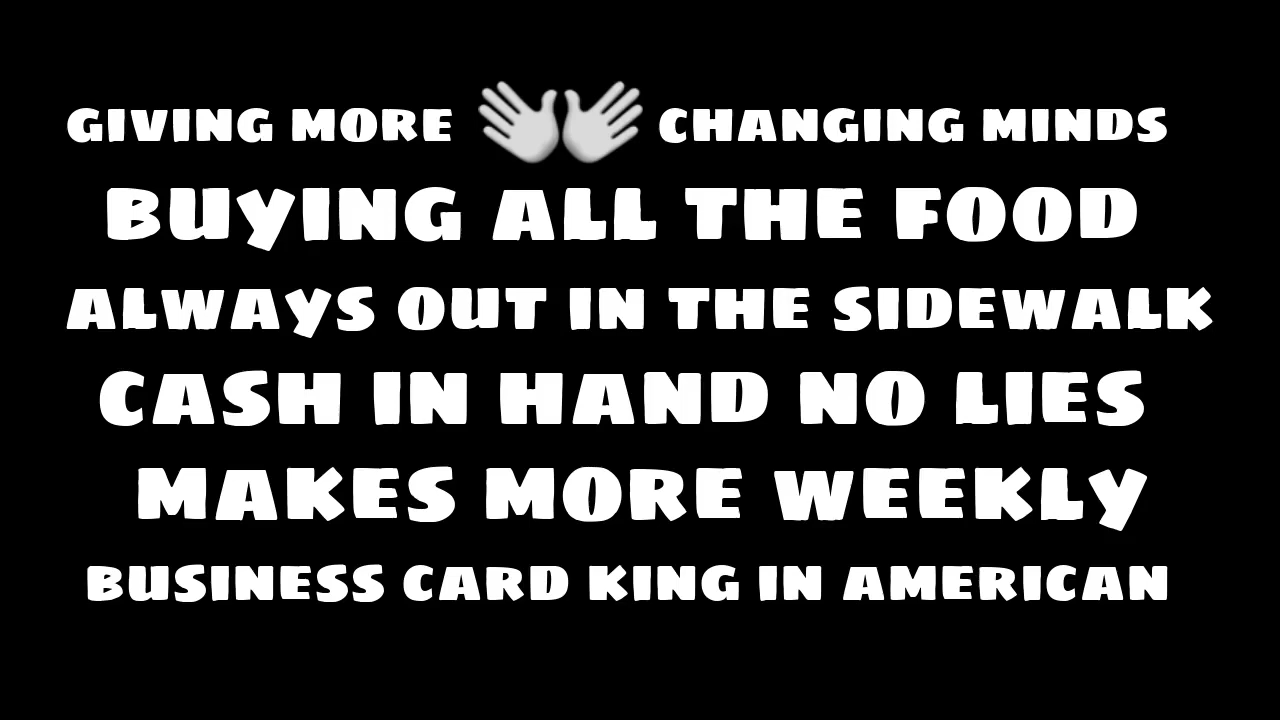 GIVING MORE 👐 CHANGING MINDS
BUYING ALL THE FOOD
ALWAYS OUT IN THE SIDEWALK
CASH IN HAND NO LIES
MAKES MORE WEEKLY
BUSINESS CARD KING IN AMERICAN